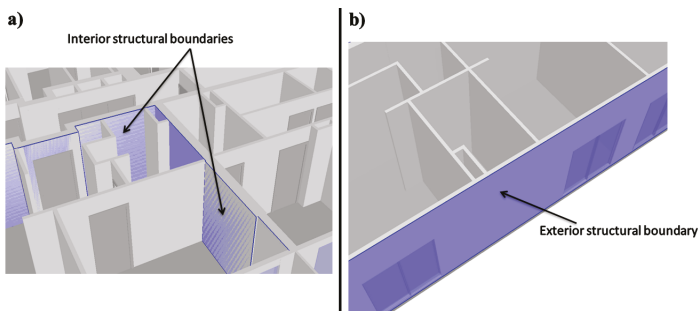 a)
Interior structural boundaries
b)
Exterior structural boundary